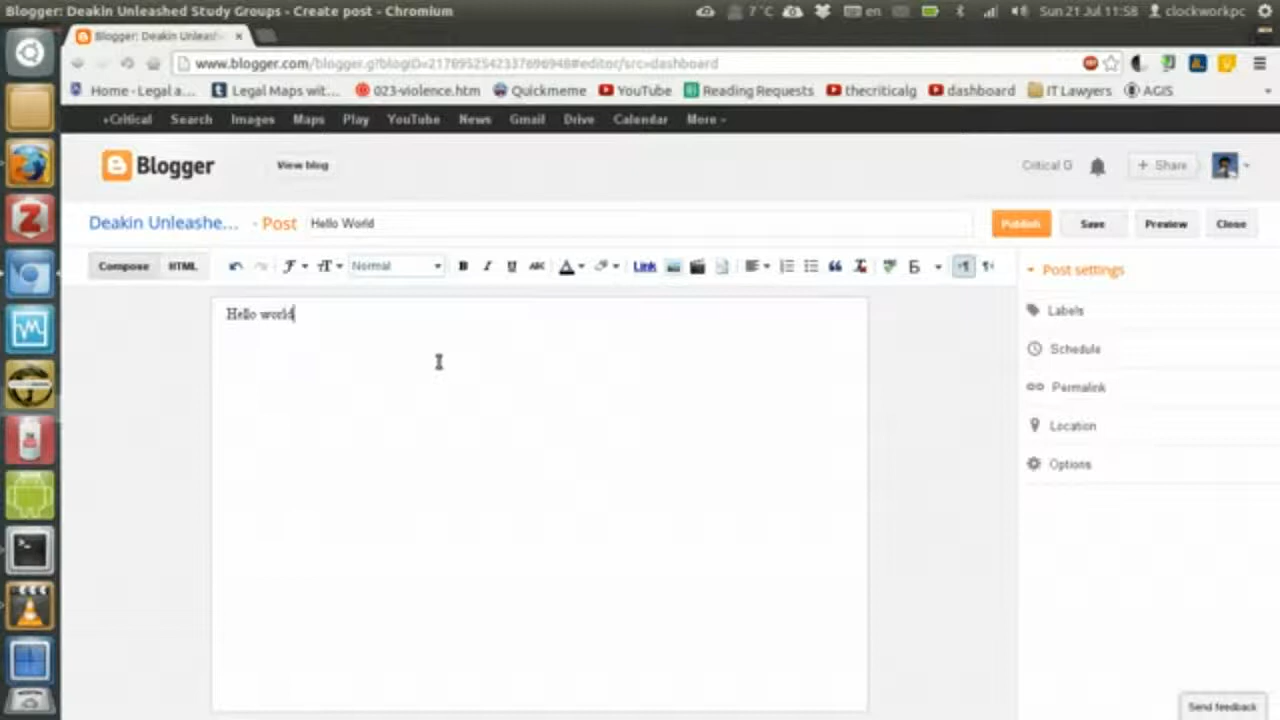 Blogger: Deakin Unleashed Study Groups - Create post - Chromium
7°C en Sun 21 Jul 11:58 clockworkpc
Blogger: Deakin Unleas
www.blogger.com/blogger.g?blogID=2176952542337696948#editor/src=dashboard
Home - Legal a... Legal Maps wit... 023-violence.htm Quickmeme YouTube Reading Requests thecriticalg dashboard IT Lawyers AGIS
+Critical Search Images Maps Play YouTube News Gmail Drive Calendar More
Blogger View blog Critical G + Share
Deakin Unleashe... · Post Hello World Publish Save Preview Close
Compose HTML Normal B I U ABC A Link
Post settings
Hello world
Labels
Schedule
Permalink
Location
Options
Send feedback